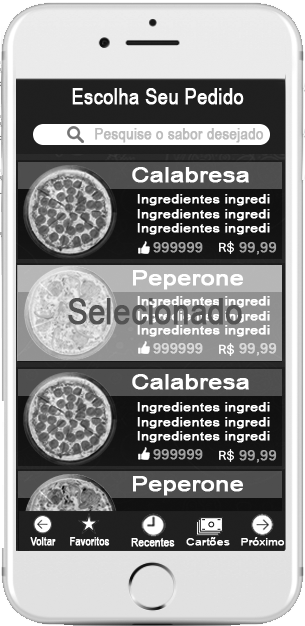 Escolha Seu Pedido
Pesquise o sabor desejado
Calabresa
Ingredientes ingredi
Ingredientes ingredi
Ingredientes ingredi
999999 R$ 99,99
Peperone
Ingredientes ingredi
Ingredientes ingredi
Ingredientes ingredi
Selecionado
999999 R$ 99,99
Calabresa
Ingredientes ingredi
Ingredientes ingredi
Ingredientes ingredi
999999 R$ 99,99
Peperone
Voltar Favoritos Recentes Cartões Próximo